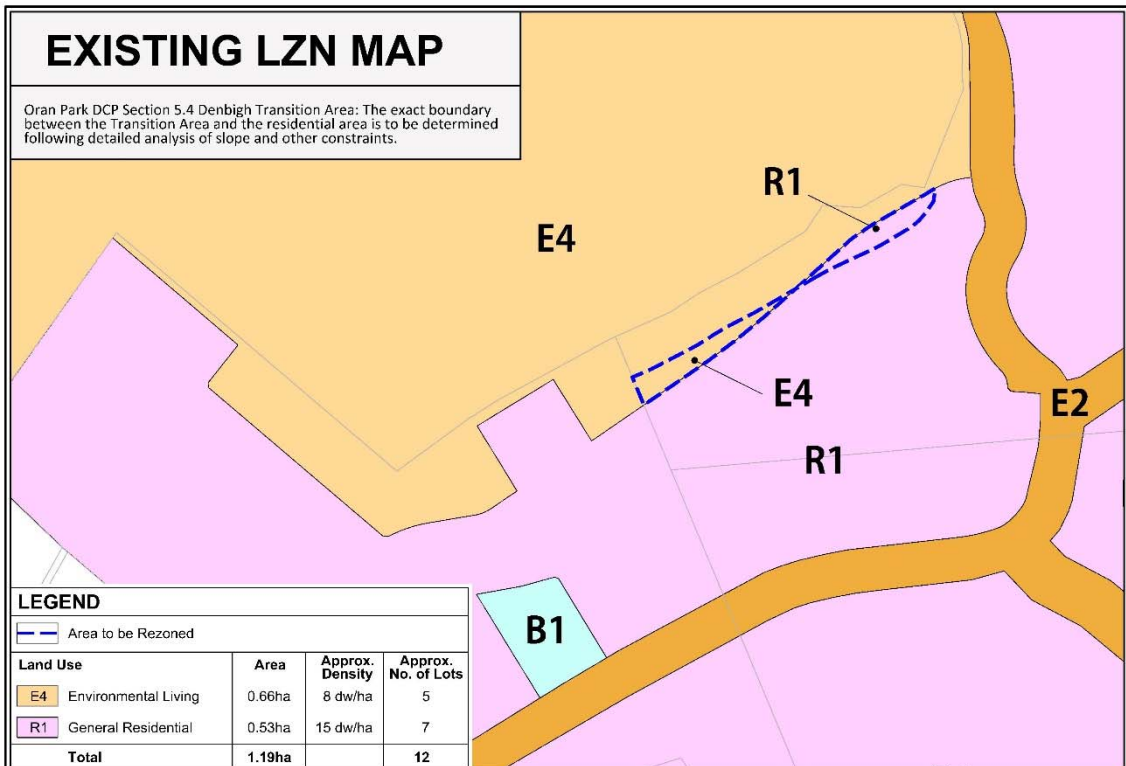 EXISTING LZN MAP
Oran Park DCP Section 5.4 Denbigh Transition Area: The exact boundary
between the Transition Area and the residential area is to be determined
following detailed analysis of slope and other constraints.
R1
E4
E4
E2
R1
B1
LEGEND
Area to be Rezoned
Land Use Area Approx. Density Approx. No. of Lots
E4 Environmental Living 0.66ha 8 dw/ha 5
R1 General Residential 0.53ha 15 dw/ha 7
Total 1.19ha 12